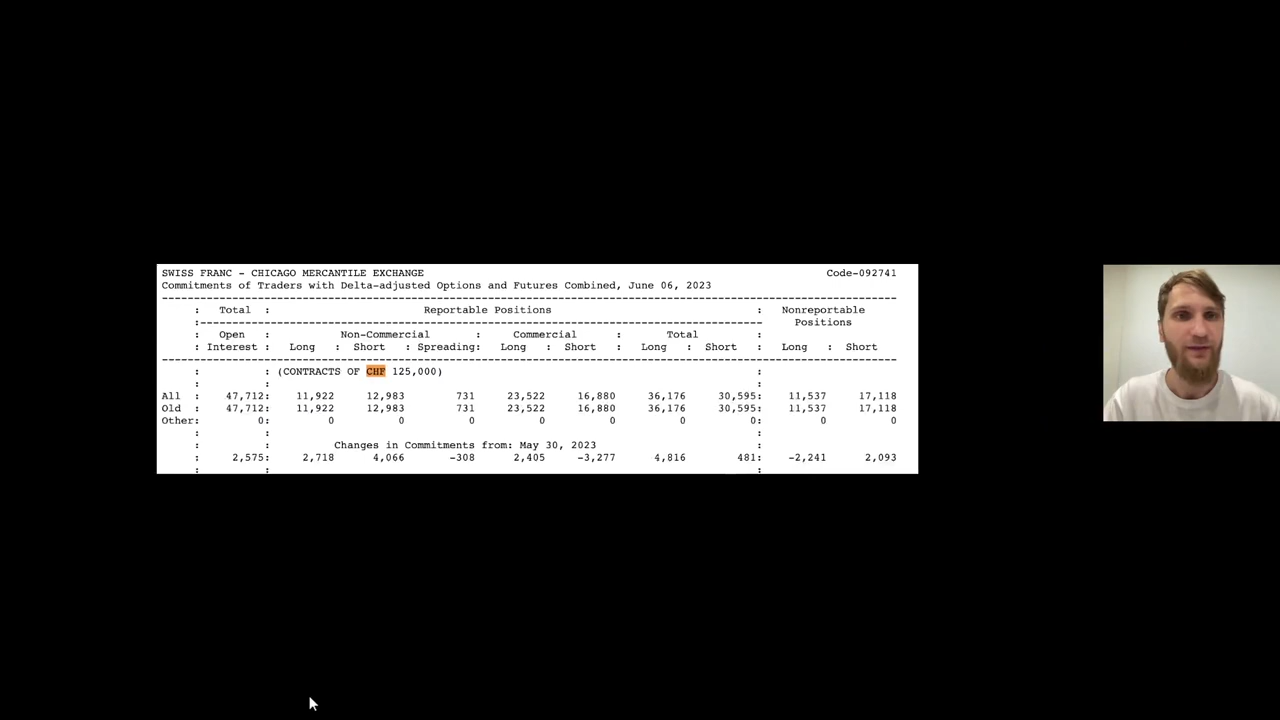 SWISS FRANC - CHICAGO MERCANTILE EXCHANGE Code-092741
Commitments of Traders with Delta-adjusted Options and Futures Combined, June 06, 2023
: Total : Reportable Positions : Nonreportable
: Positions
: Open Non-Commercial : Commercial : Total :
: Interest: Long : Short : Spreading: Long : Short : Long : Short : Long : Short
: : (CONTRACTS OF CHF 125,000) :
: : :
All : 47,712: 11,922 12,983 731 23,522 16,880 36,176 30,595: 11,537 17,118
Old : 47,712: 11,922 12,983 731 23,522 16,880 36,176 30,595: 11,537 17,118
Other: 0: 0 0 0 0 0 0 0: 0 0
: : :
: : Changes in Commitments from: May 30, 2023 :
: 2,575: 2,718 4,066 -308 2,405 -3,277 4,816 481: -2,241 2,093
: : :